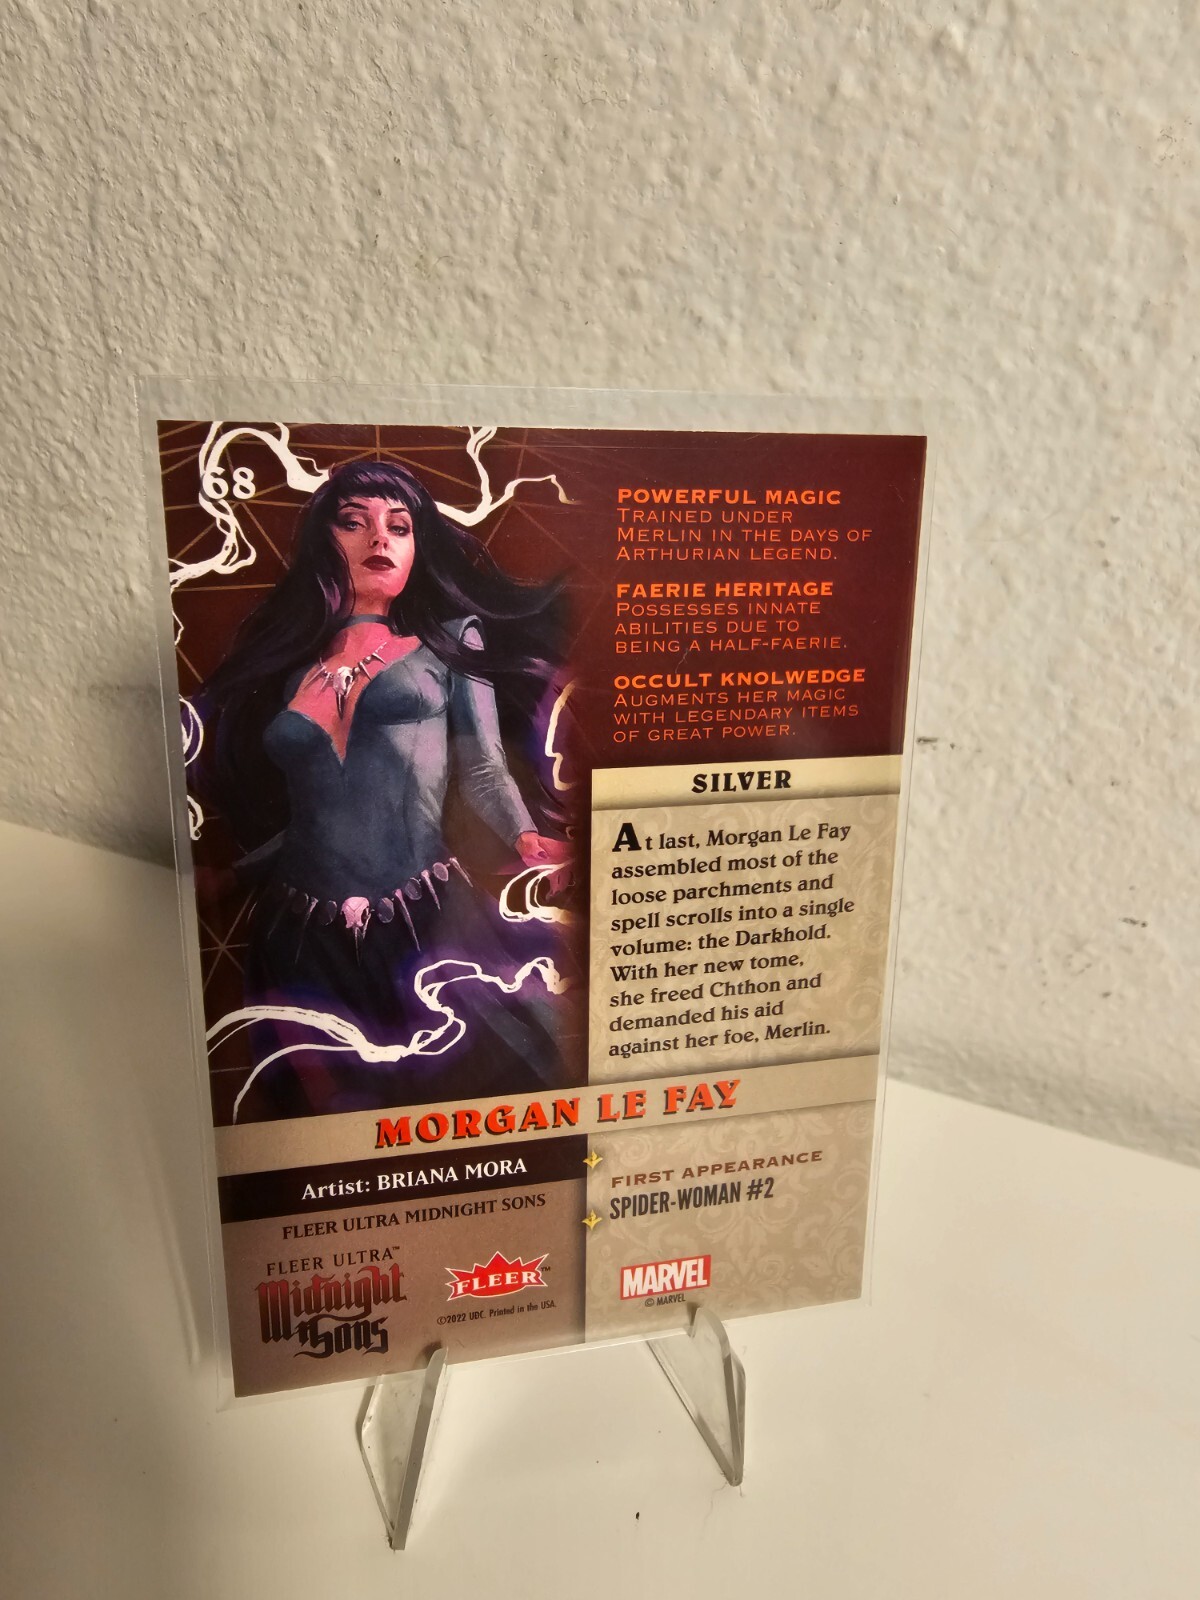 68
POWERFUL MAGIC
TRAINED UNDER
MERLIN IN THE DAYS OF
ARTHURIAN LEGEND.
FAERIE HERITAGE
POSSESSES INNATE
ABILITIES DUE TO
BEING A HALF-FAERIE.
OCCULT KNOLWEDGE
AUGMENTS HER MAGIC
WITH LEGENDARY ITEMS
OF GREAT POWER.
SILVER
At last, Morgan Le Fay
assembled most of the
loose parchments and
spell scrolls into a single
volume: the Darkhold.
With her new tome,
she freed Chthon and
demanded his aid
against her foe, Merlin.
MORGAN LE FAY
Artist: BRIANA MORA
FLEER ULTRA MIDNIGHT SONS
FIRST APPEARANCE
SPIDER-WOMAN #2
FLEER ULTRA™
Midnight
Sons
FLEER™
©2022 UDC. Printed in the USA.
MARVEL
© MARVEL